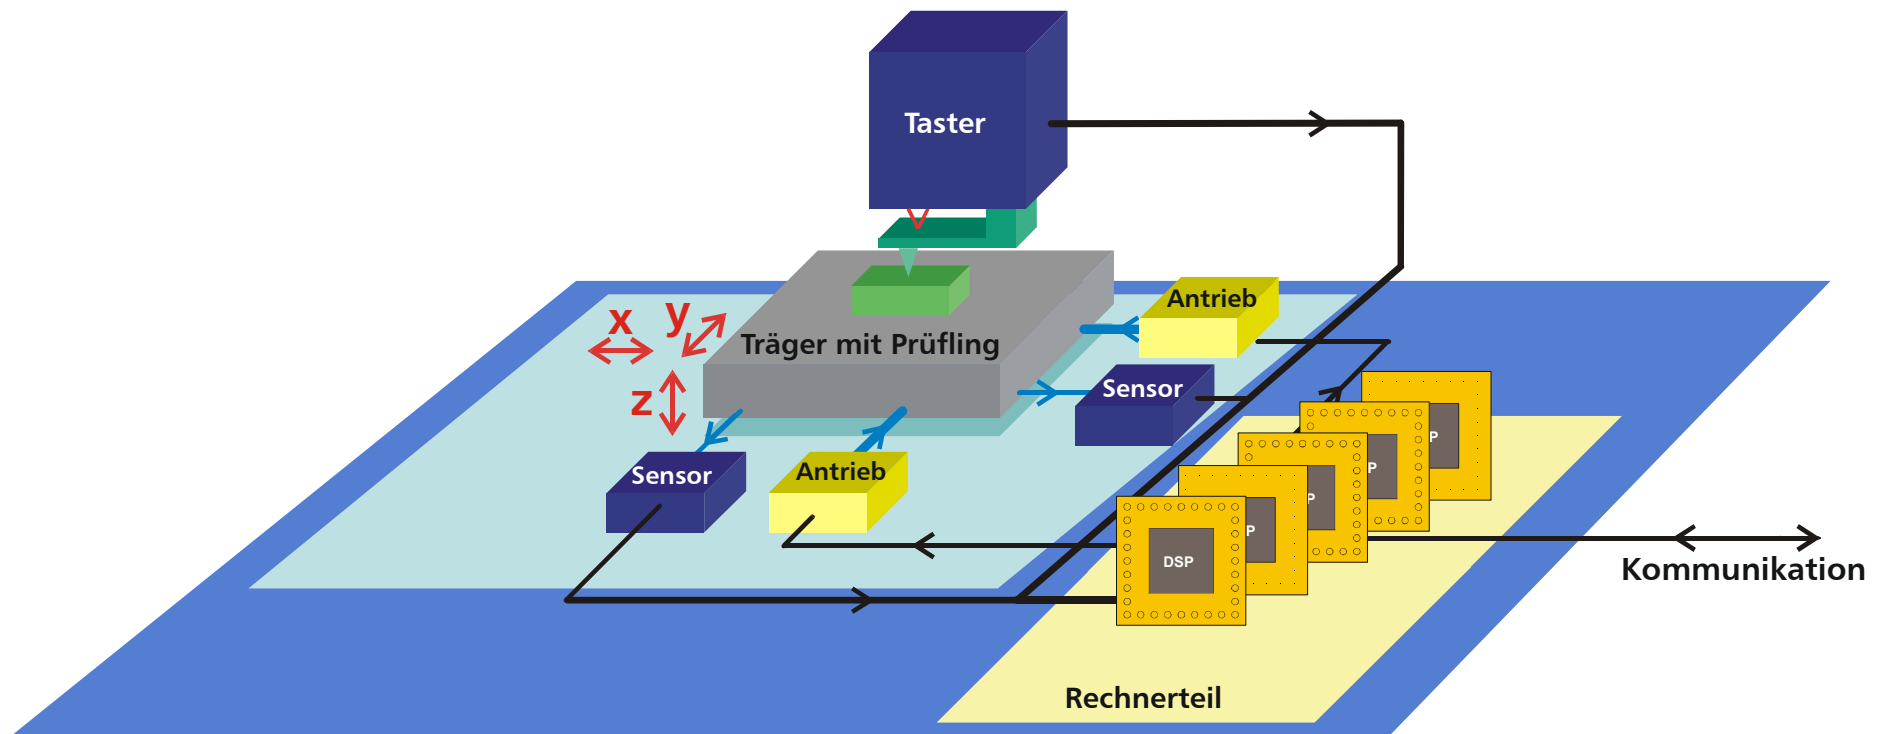 Taster
Antrieb
x
y
Träger mit Prüfling
Sensor
z
Sensor
Antrieb
P
P
P
P
DSP
Kommunikation
Rechnerteil